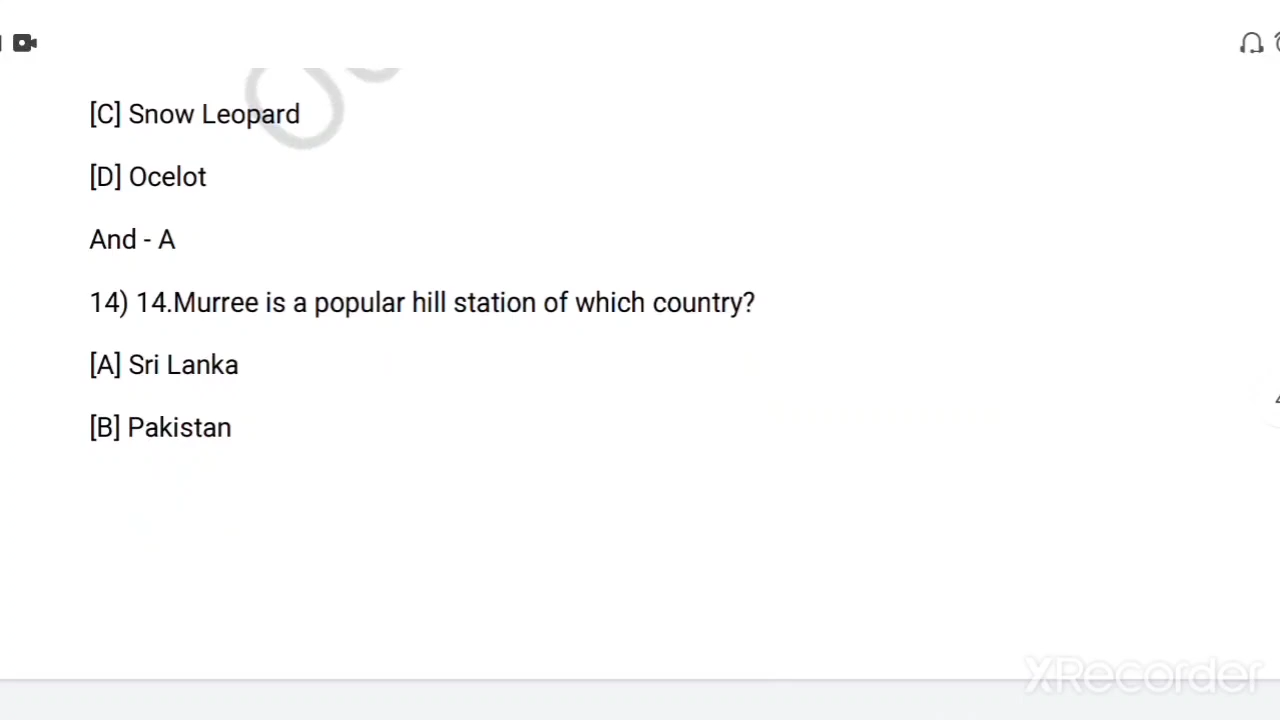 [C] Snow Leopard
[D] Ocelot
And - A
14) 14.Murree is a popular hill station of which country?
[A] Sri Lanka
[B] Pakistan
XRecorder